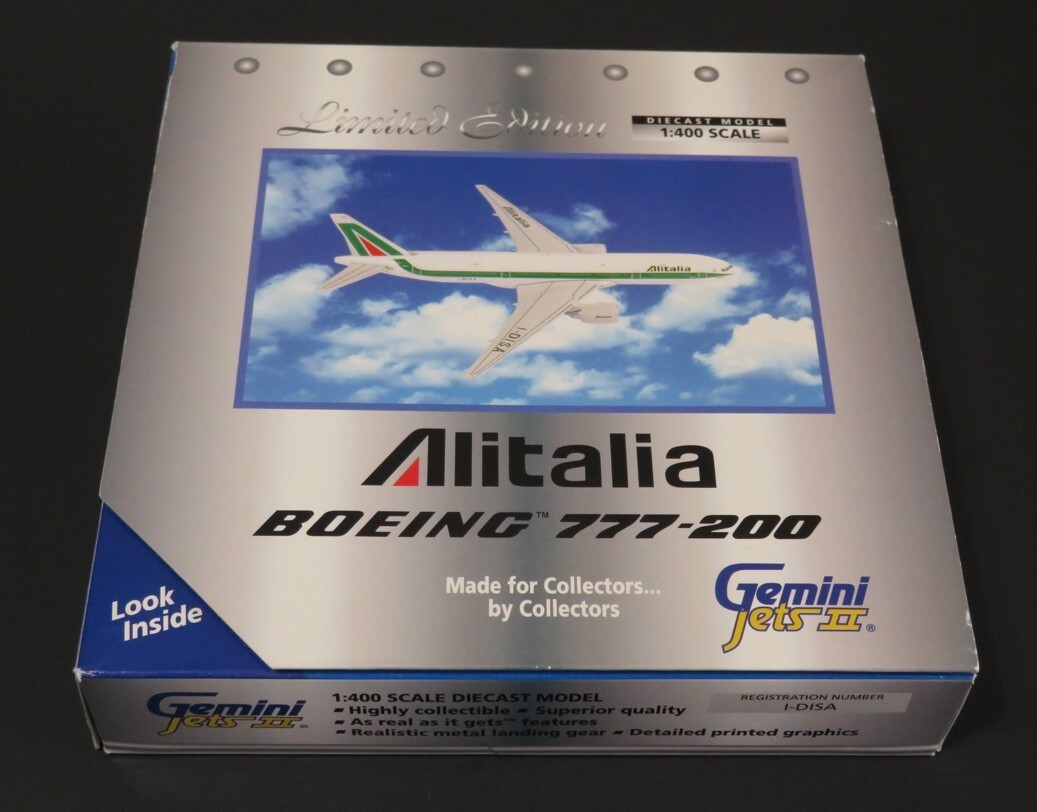 Limited Edition
DIECAST MODEL
1:400 SCALE
Alitalia
Alitalia
I-DISA
Alitalia
BOEING™ 777-200
Made for Collectors...
by Collectors
Gemini
Jets II®
Look
Inside
Gemini
Jets II®
1:400 SCALE DIECAST MODEL
- Highly collectible - Superior quality
- As real as it gets™ features
- Realistic metal landing gear - Detailed printed graphics
REGISTRATION NUMBER
I-DISA